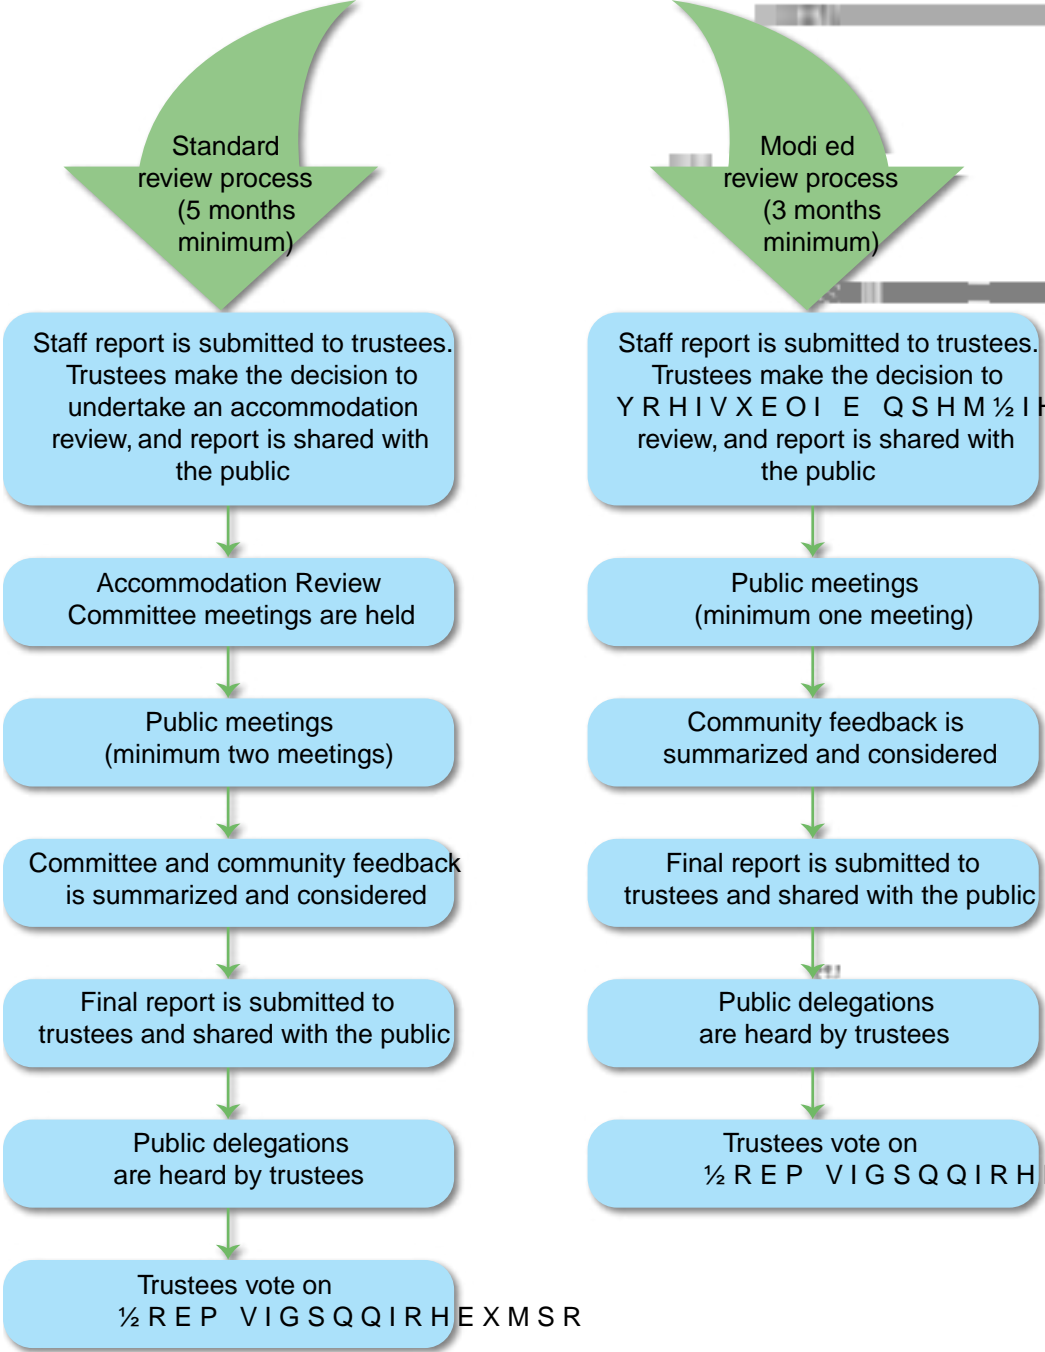 Standard
review process
(5 months
minimum)
Staff report is submitted to trustees.
Trustees make the decision to
undertake an accommodation
review, and report is shared with
the public
Accommodation Review
Committee meetings are held
Public meetings
(minimum two meetings)
Committee and community feedback
is summarized and considered
Final report is submitted to
trustees and shared with the public
Public delegations
are heard by trustees
Trustees vote on
½ R E P V I G S Q Q I R H E X M S R
Modi ed
review process
(3 months
minimum)
Staff report is submitted to trustees.
Trustees make the decision to
Y R H I V X E O I E Q S H M ½ I H
review, and report is shared with
the public
Public meetings
(minimum one meeting)
Community feedback is
summarized and considered
Final report is submitted to
trustees and shared with the public
Public delegations
are heard by trustees
Trustees vote on
½ R E P V I G S Q Q I R H